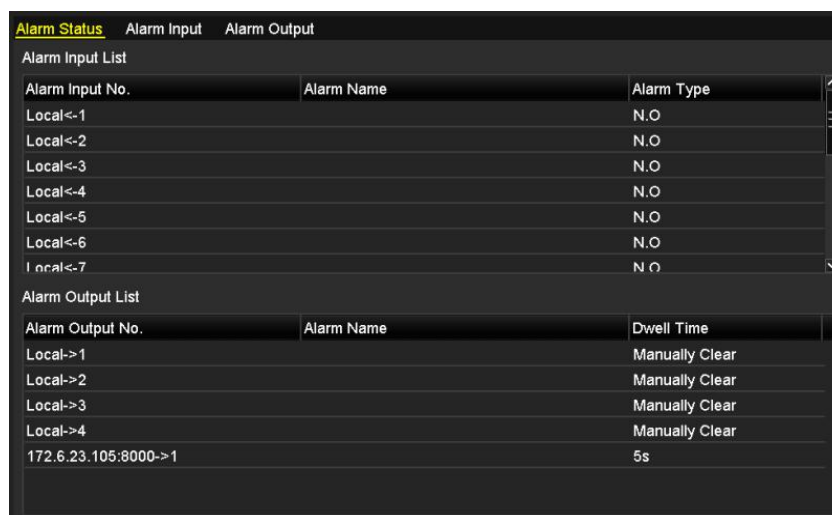 Alarm Status Alarm Input Alarm Output
Alarm Input List
Alarm Input No. Alarm Name Alarm Type
Local<-1 N.O
Local<-2 N.O
Local<-3 N.O
Local<-4 N.O
Local<-5 N.O
Local<-6 N.O
Local<-7 N.O
Alarm Output List
Alarm Output No. Alarm Name Dwell Time
Local->1 Manually Clear
Local->2 Manually Clear
Local->3 Manually Clear
Local->4 Manually Clear
172.6.23.105:8000->1 5s